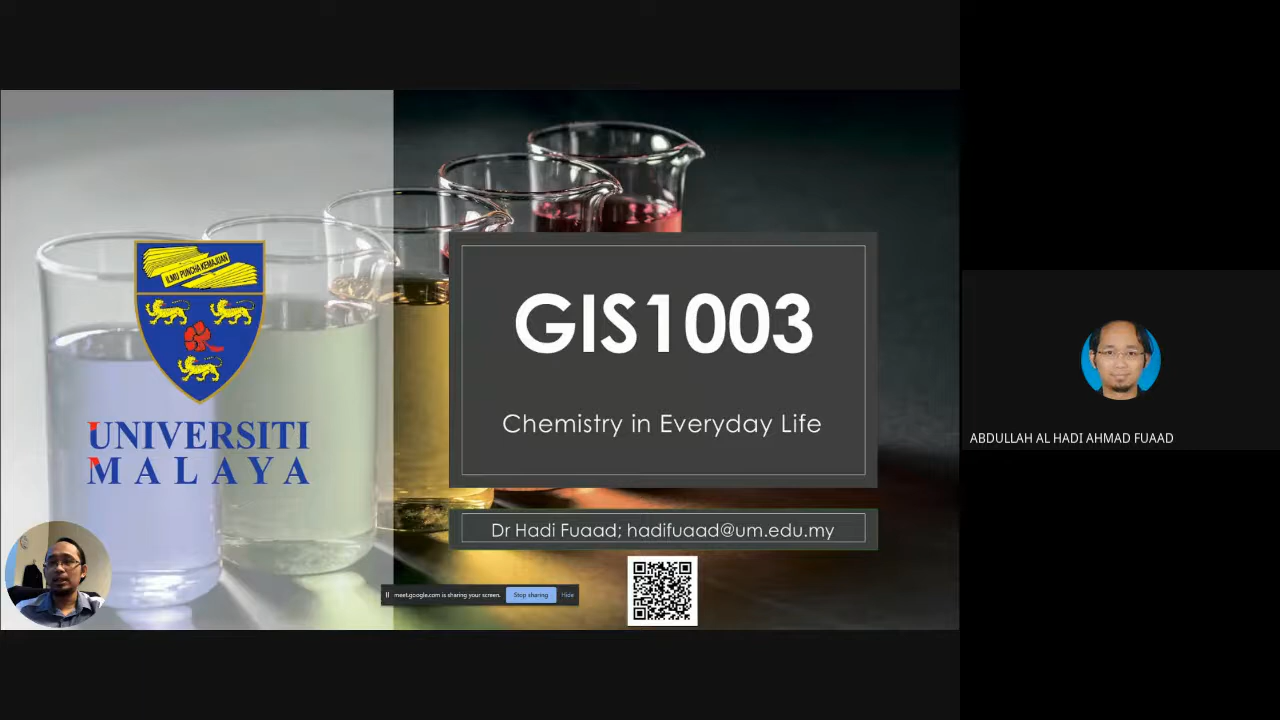 ILMU PUNCHA KEMAJUAN
UNIVERSITI
MALAYA
GIS1003
Chemistry in Everyday Life
Dr Hadi Fuaad; hadifuaad@um.edu.my
meet.google.com is sharing your screen.
Stop sharing
Hide
ABDULLAH AL HADI AHMAD FUAAD